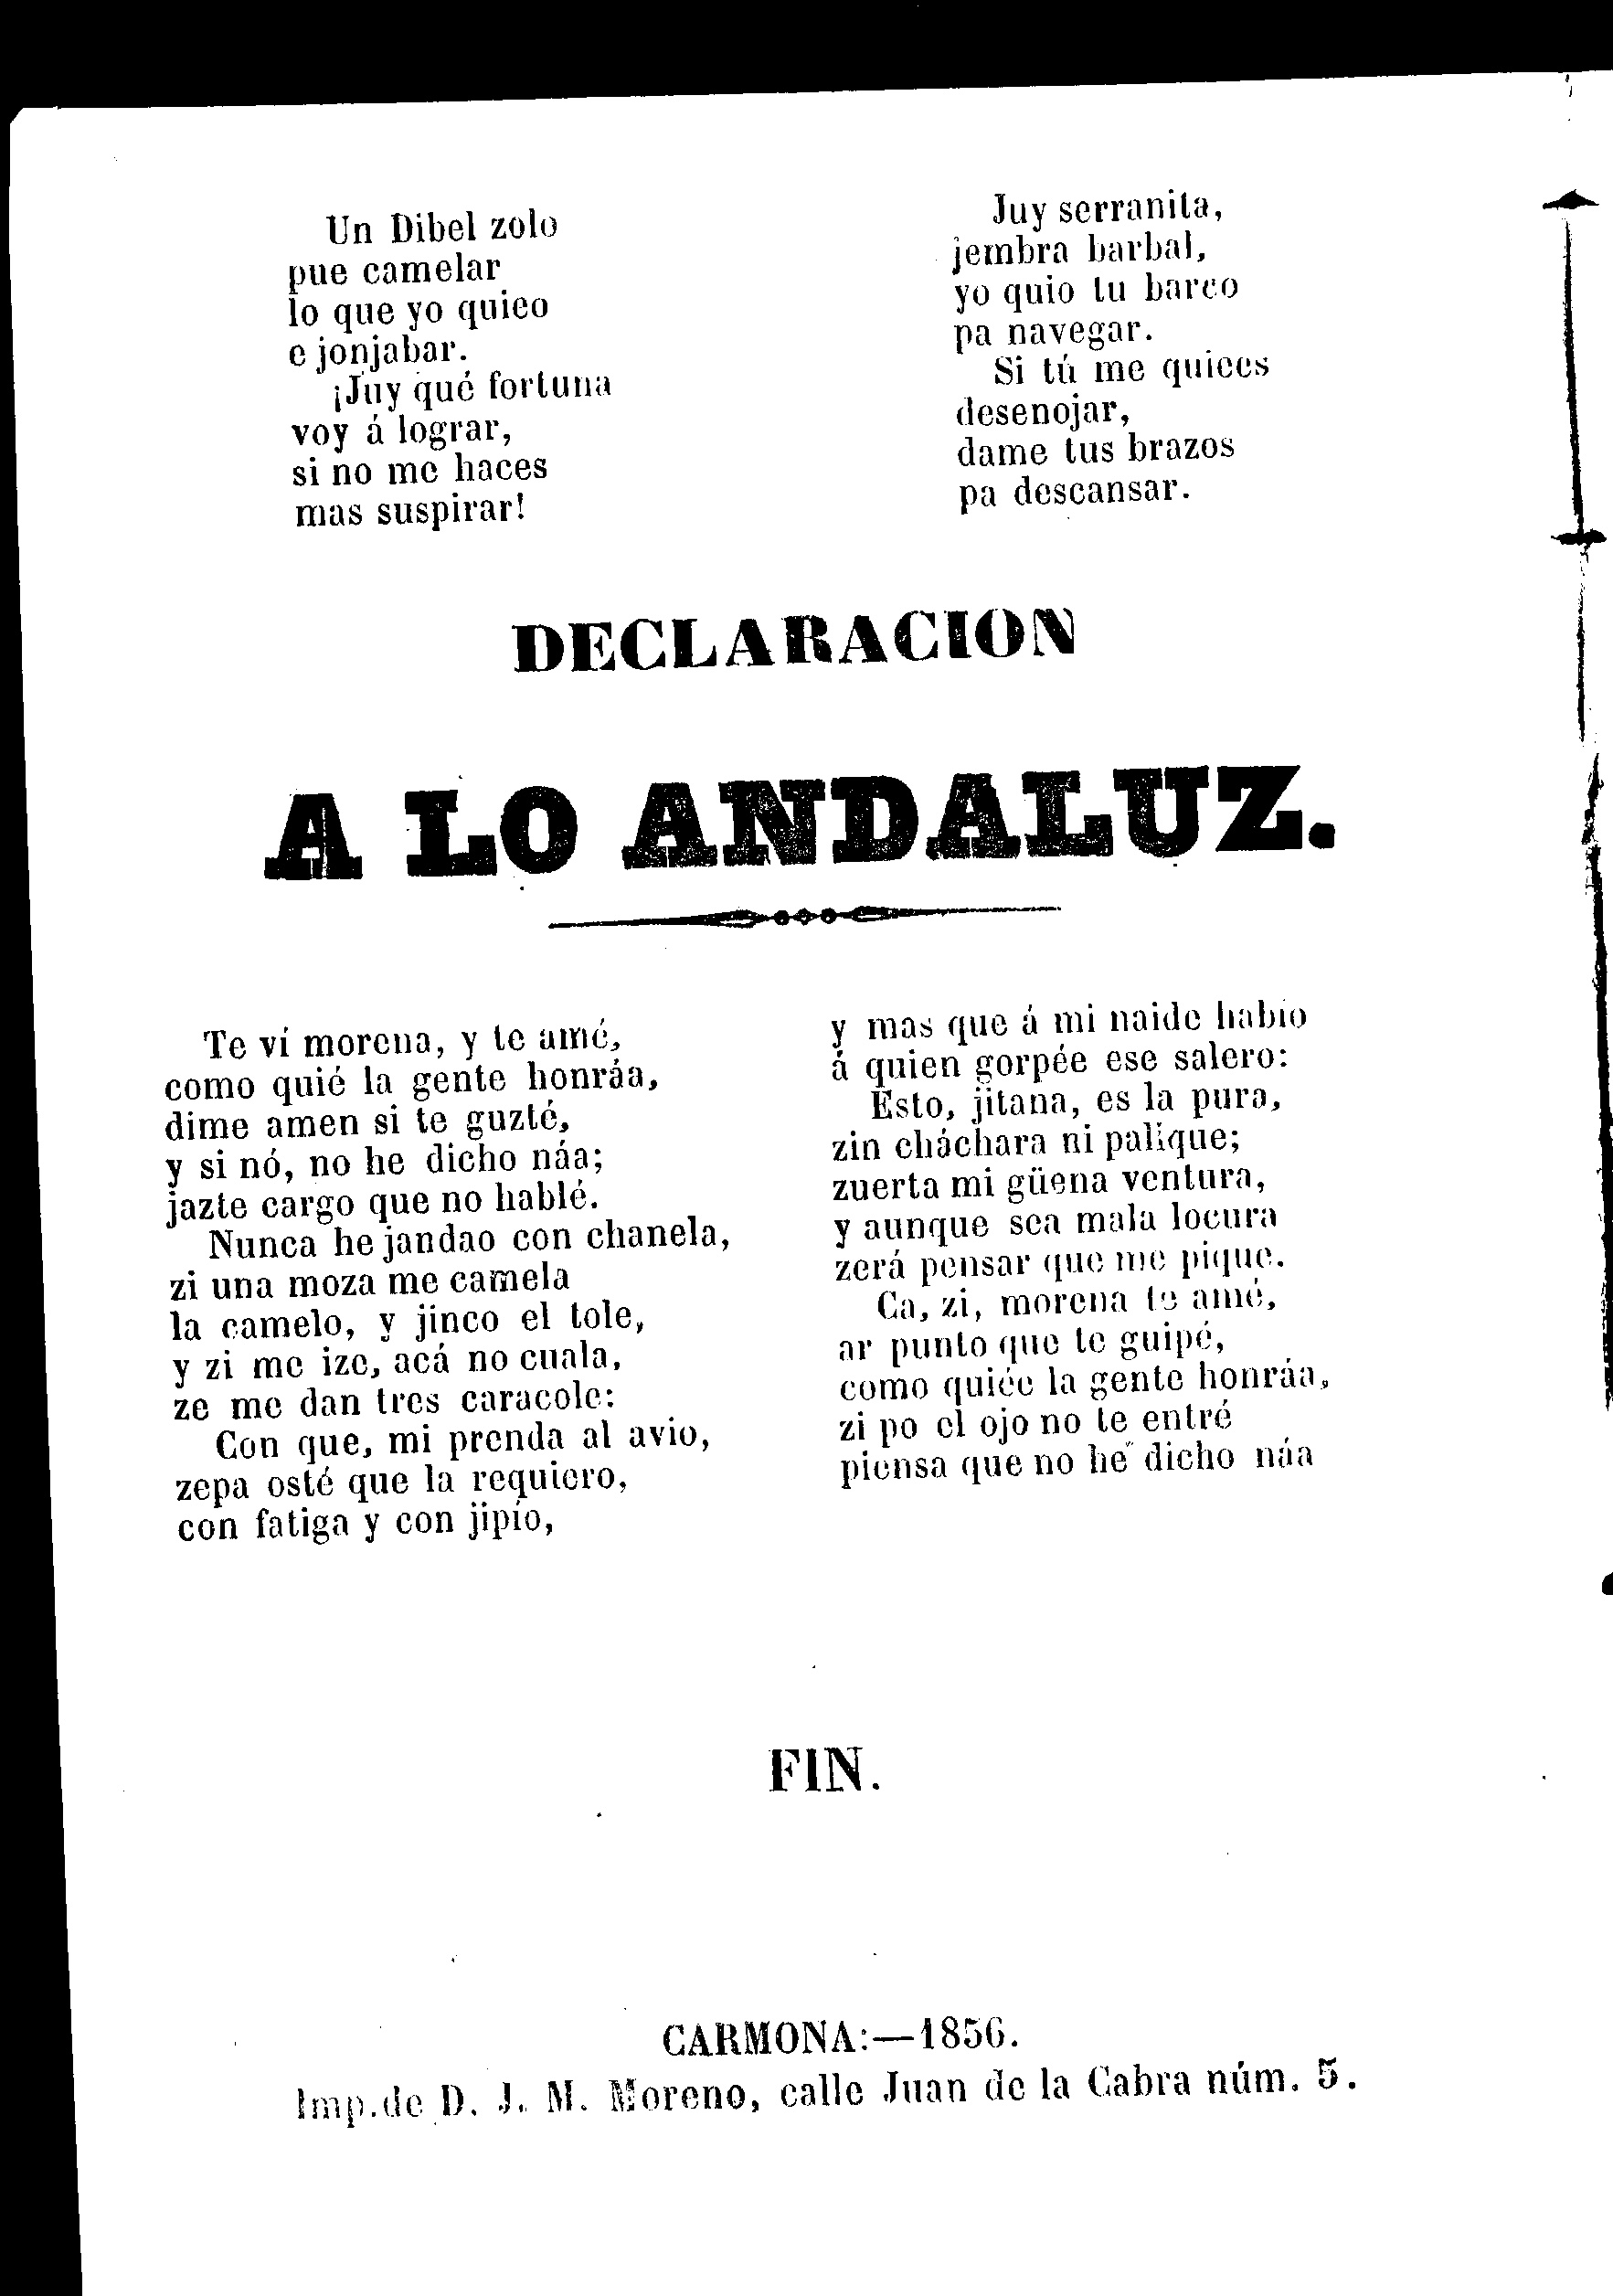 Un Dibel zolo
pue camelar
lo que yo quieo
e jonjabar.
¡Juy qué fortuna
voy á lograr,
si no me haces
mas suspirar!
Juy serranita,
jembra barbal,
yo quio tu barco
pa navegar.
Si tú me quiees
desenojar,
dame tus brazos
pa descansar.
DECLARACION
A LO ANDALUZ.
Te ví morena, y te amé,
como quié la gente honráa,
dime amen si te guzté,
y si nó, no he dicho náa;
jazte cargo que no hablé.
Nunca he jandao con chanela,
zi una moza me camela
la camelo, y jinco el tole,
y zi me ize, acá no cuala,
ze me dan tres caracole:
Con que, mi prenda al avio,
zepa osté que la requiero,
con fatiga y con jipío,
y mas que á mi naide habio
á quien gorpée ese salero:
Esto, jitana, es la pura,
zin cháchara ni palique;
zuerta mi güena ventura,
y aunque sea mala locura
zerá pensar que me pique.
Ca, zi, morena te amé,
ar punto que te guipé,
como quiée la gente honráa,
zi po el ojo no te entré
piensa que no he dicho náa
FIN.
CARMONA:—1856.
Imp.de D. J. M. Moreno, calle Juan de la Cabra núm. 5.